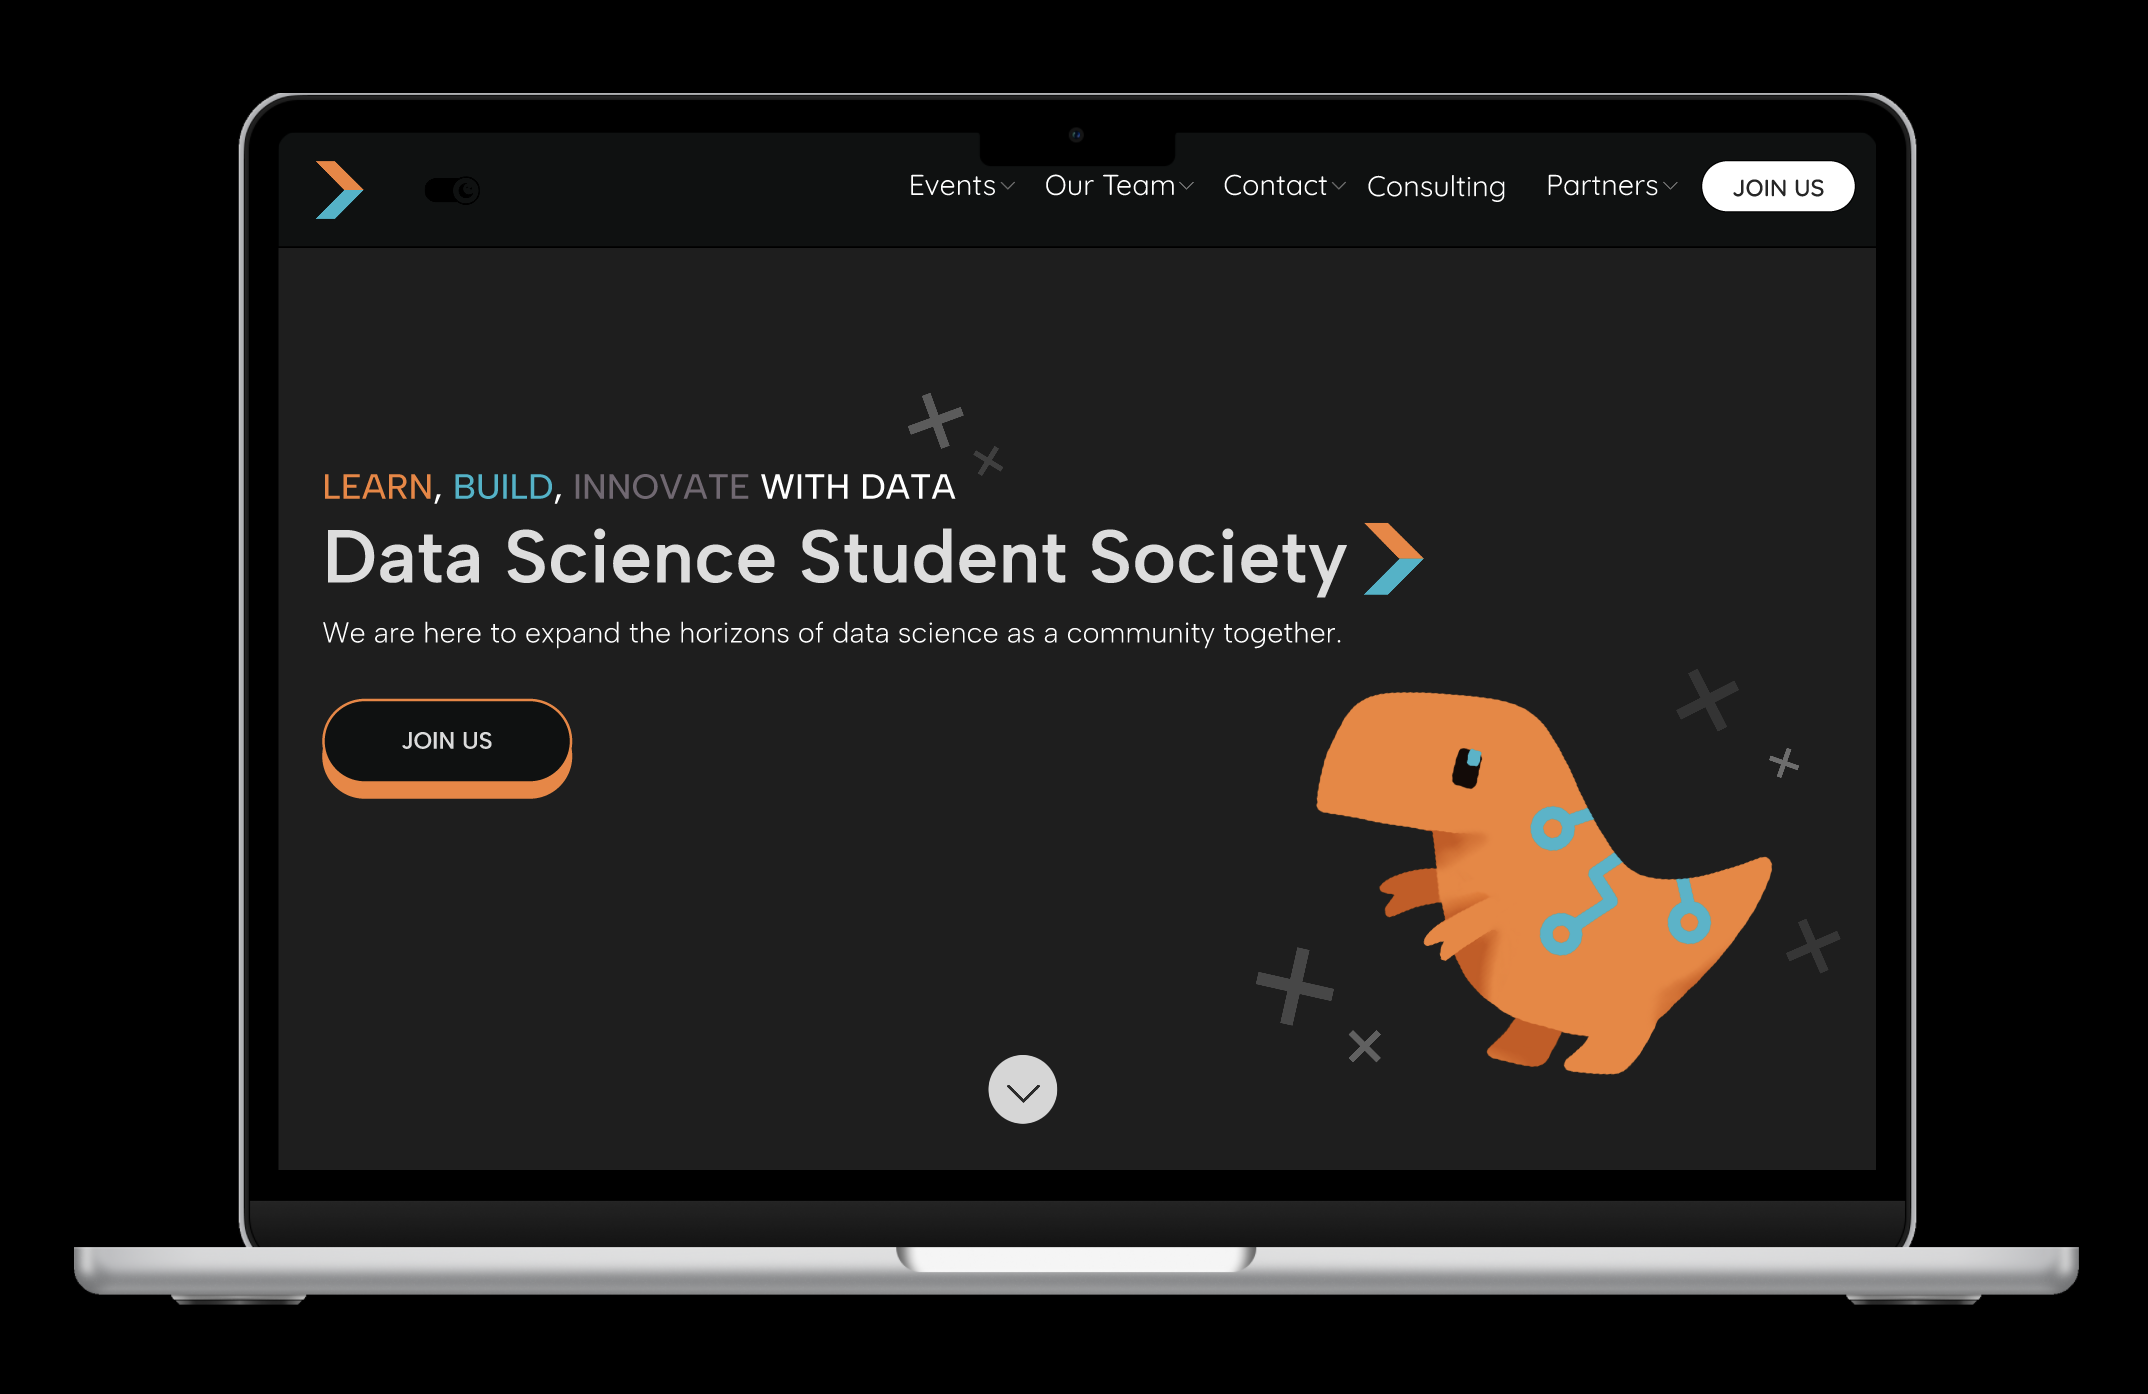 Events Our Team Contact Consulting Partners JOIN US
LEARN, BUILD, INNOVATE WITH DATA
Data Science Student Society
We are here to expand the horizons of data science as a community together.
JOIN US